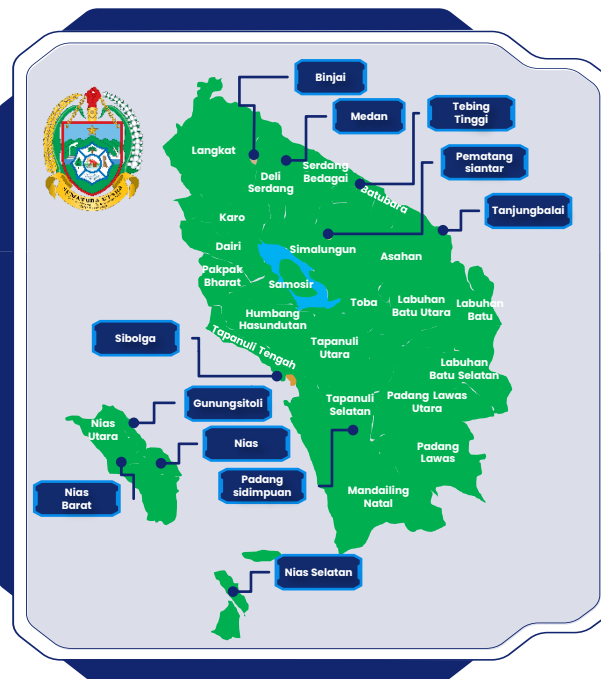 Binjai
Medan
Tebing
Tinggi
Pematang
siantar
Tanjungbalai
Langkat
Deli
Serdang
Serdang
Bedagai
Batubara
Karo
Dairi
Simalungun
Asahan
Pakpak
Bharat
Samosir
Toba
Labuhan
Batu Utara
Labuhan
Batu
Humbang
Hasundutan
Sibolga
Tapanuli Tengah
Tapanuli
Utara
Labuhan
Batu Selatan
Gunungsitoli
Tapanuli
Selatan
Padang Lawas
Utara
Nias
Utara
Nias
Padang
Lawas
Padang
sidimpuan
Nias
Barat
Mandailing
Natal
Nias Selatan